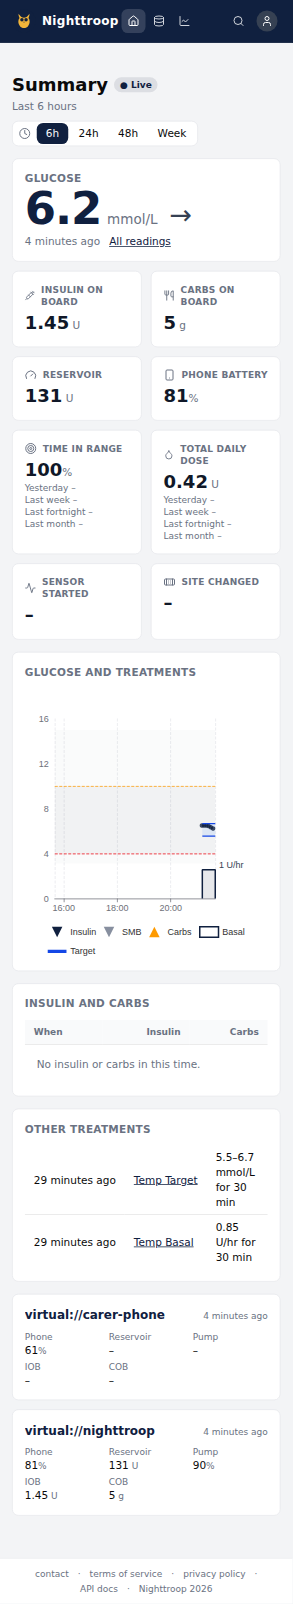 Nighttroop
Summary
● Live
Last 6 hours
6h 24h 48h Week
GLUCOSE
6.2 mmol/L →
4 minutes ago All readings
INSULIN ON
BOARD
1.45 U
CARBS ON
BOARD
5 g
RESERVOIR
131 U
PHONE BATTERY
81%
TIME IN RANGE
100%
Yesterday –
Last week –
Last fortnight –
Last month –
TOTAL DAILY
DOSE
0.42 U
Yesterday –
Last week –
Last fortnight –
Last month –
SENSOR
STARTED
–
SITE CHANGED
–
GLUCOSE AND TREATMENTS
16
12
8
4
0
1 U/hr
16:00 18:00 20:00
Insulin SMB Carbs Basal
Target
INSULIN AND CARBS
When Insulin Carbs
No insulin or carbs in this time.
OTHER TREATMENTS
29 minutes ago Temp Target 5.5–6.7
mmol/L
for 30
min
29 minutes ago Temp Basal 0.85
U/hr for
30 min
virtual://carer-phone 4 minutes ago
Phone Reservoir Pump
61% – –
IOB COB
– –
virtual://nighttroop 4 minutes ago
Phone Reservoir Pump
81% 131 U 90%
IOB COB
1.45 U 5 g
contact · terms of service · privacy policy ·
API docs · Nighttroop 2026